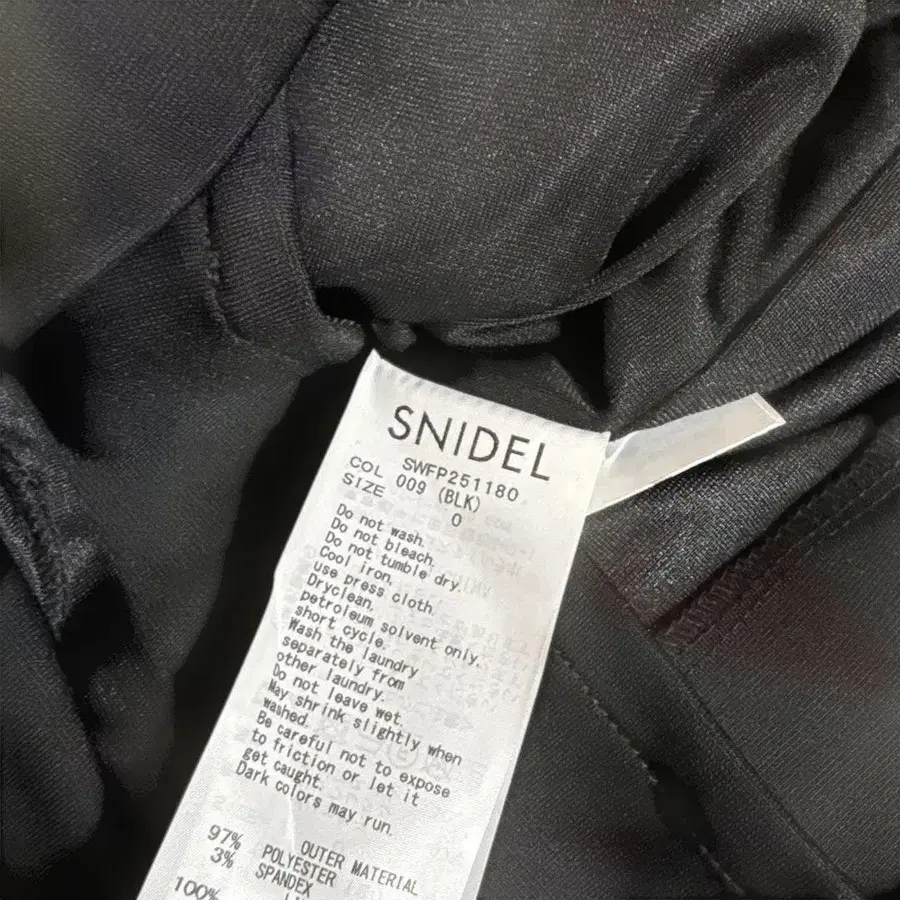 SNIDEL
SWFP251180
COL 009 (BLK)
SIZE 0
Do not wash.
Do not bleach.
Do not tumble dry.
Cool iron,
use press cloth.
Dryclean,
petroleum solvent only,
short cycle.
Wash the laundry
separately from
other laundry.
Do not leave wet.
May shrink slightly when
washed.
Be careful not to expose
to friction or let it
get caught.
Dark colors may run.
OUTER MATERIAL
97% POLYESTER
3% SPANDEX
100%